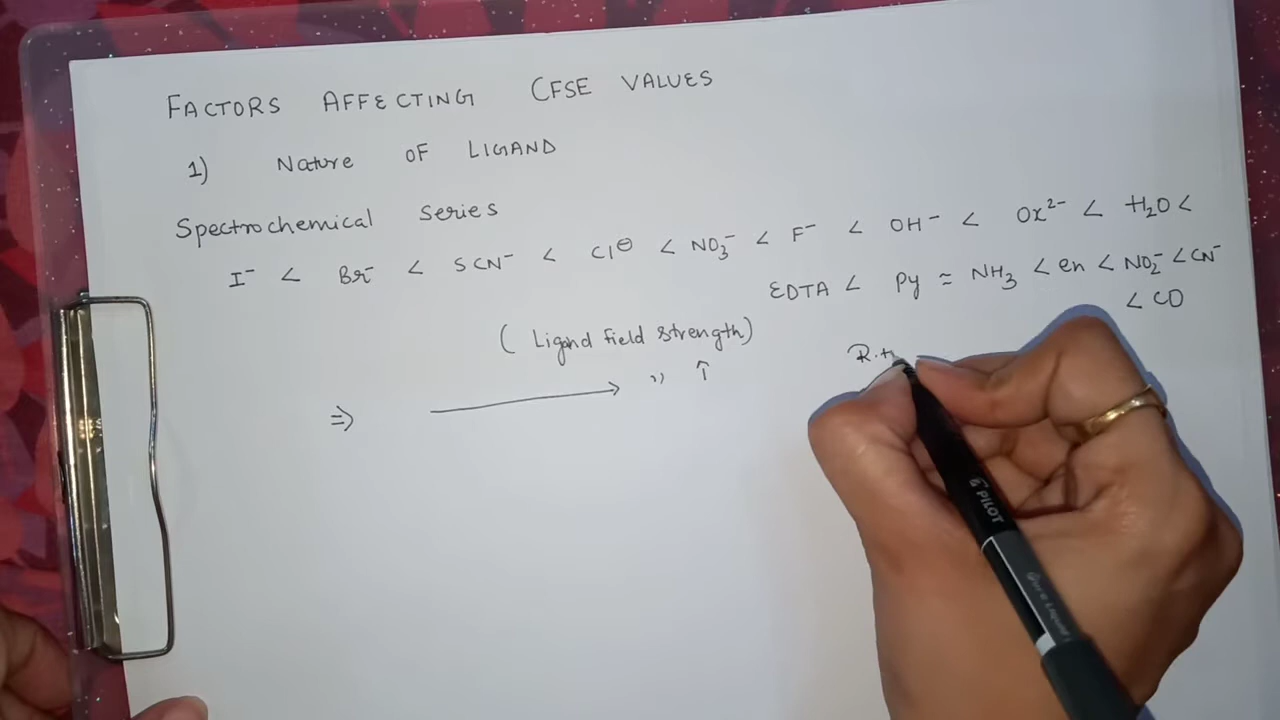 FACTORS AFFECTING CFSE VALUES
1) Nature OF LIGAND
Spectrochemical series
I⁻ < Br⁻ < SCN⁻ < Cl⊖ < NO₃⁻ < F⁻ < OH⁻ < Ox²⁻ < H₂O <
EDTA < Py ≈ NH₃ < en < NO₂⁻ < CN⁻
< CO
(Ligand field strength)
⇒ ⟶ ,, ↑
PILOT